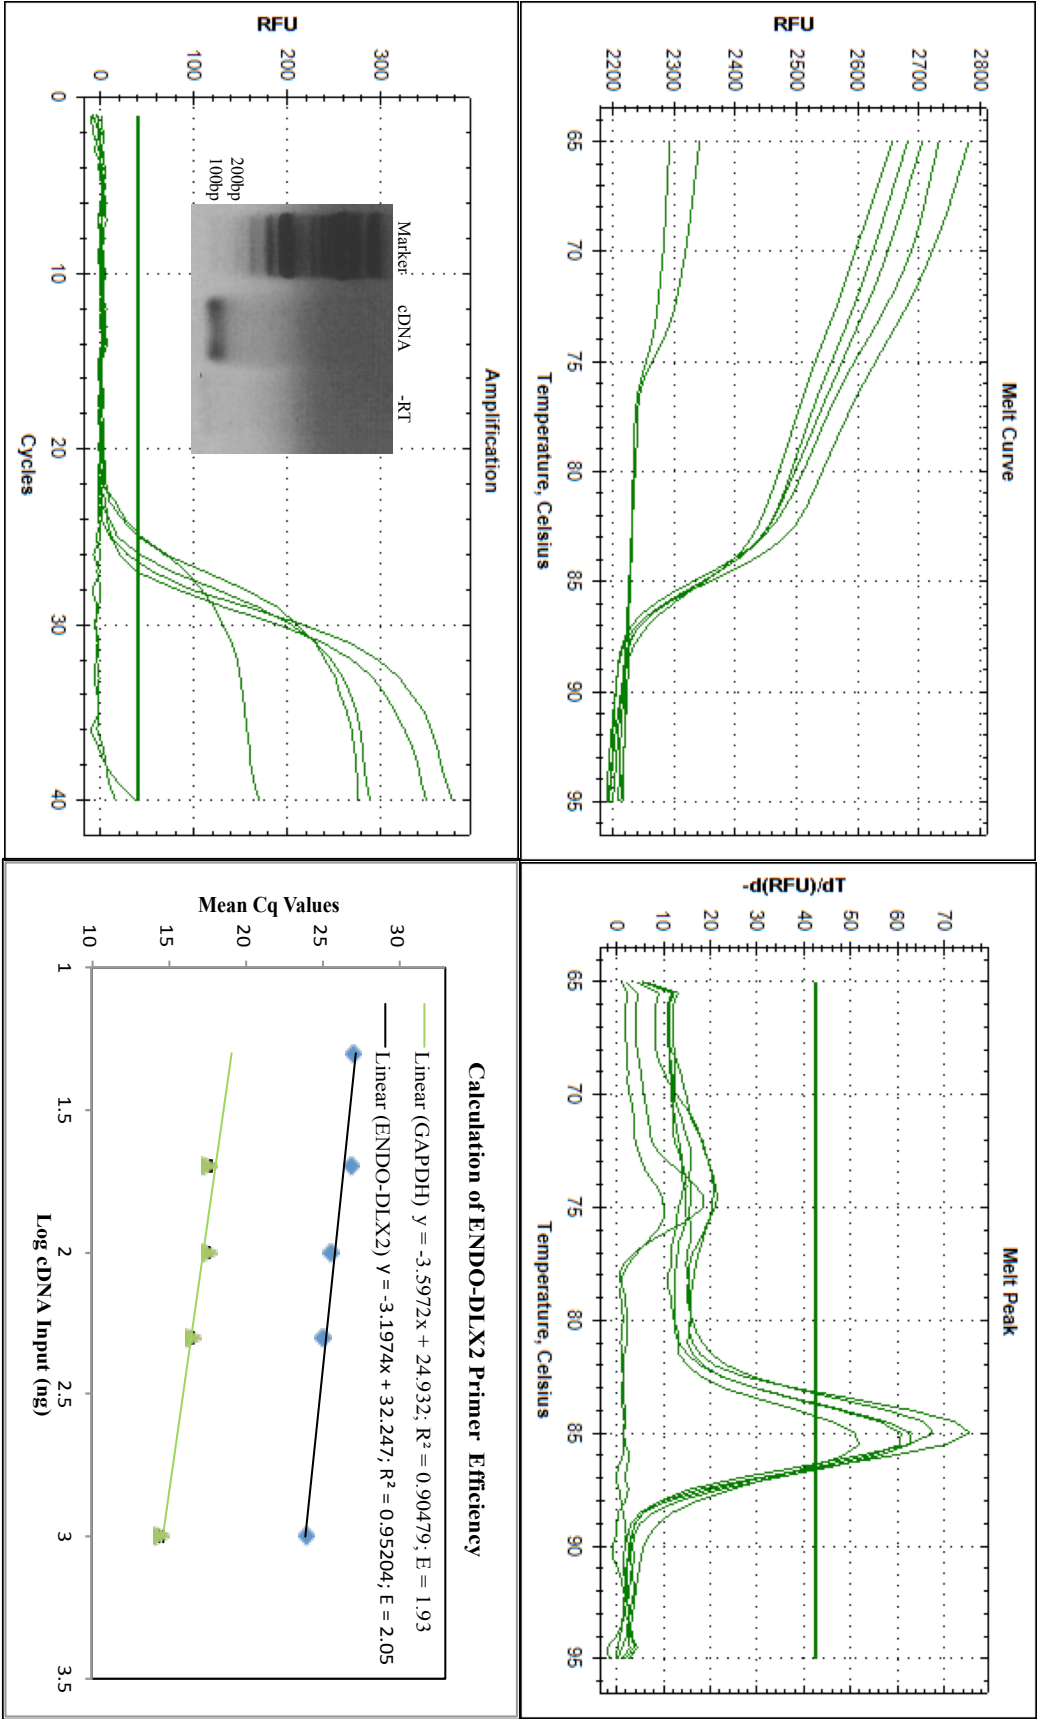 Melt Curve
2800
2700
2600
2500
2400
2300
2200
RFU
65 70 75 80 85 90 95
Temperature, Celsius
Melt Peak
70
60
50
40
30
20
10
0
-d(RFU)/dT
65 70 75 80 85 90 95
Temperature, Celsius
Amplification
300
200
100
0
RFU
Marker cDNA -RT
200bp
100bp
0 10 20 30 40
Cycles
Calculation of ENDO-DLX2 Primer Efficiency
Linear (GAPDH) y = -3.5972x + 24.932; R² = 0.90479; E = 1.93
Linear (ENDO-DLX2) y = -3.1974x + 32.247; R² = 0.95204; E = 2.05
30
25
20
15
10
Mean Cq Values
1 1.5 2 2.5 3 3.5
Log cDNA Input (ng)